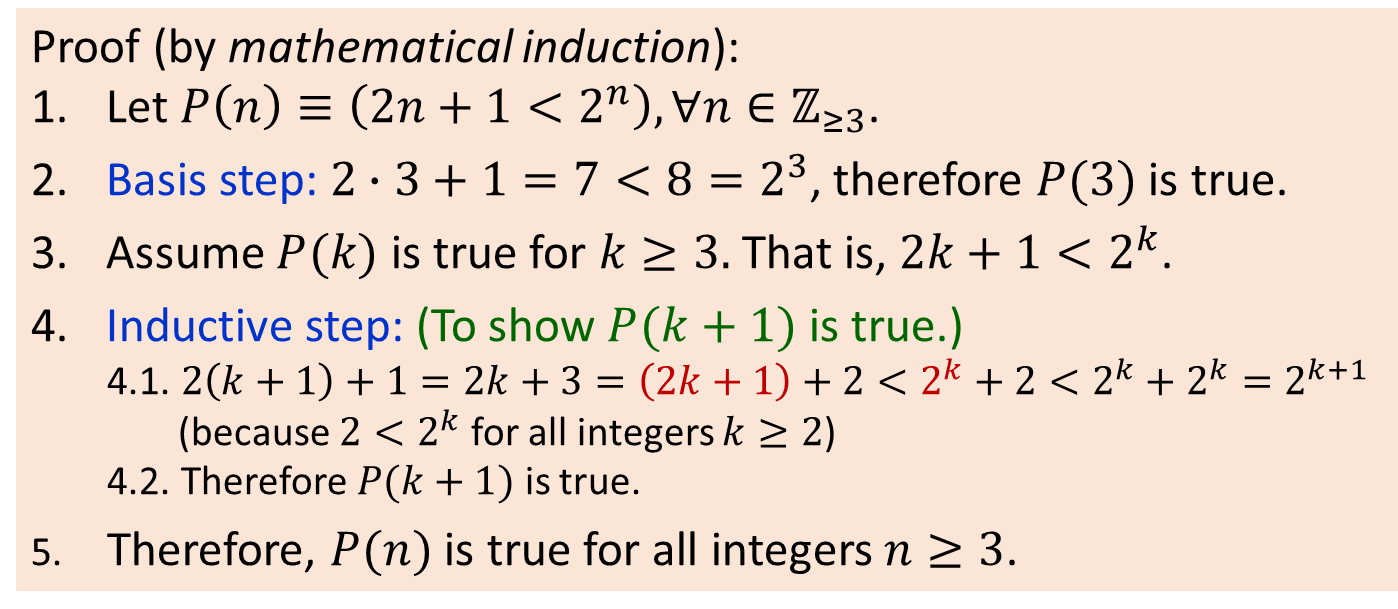 Proof (by mathematical induction):
1. Let P(n) ≡ (2n + 1 < 2ⁿ), ∀n ∈ ℤ≥3.
2. Basis step: 2 · 3 + 1 = 7 < 8 = 2³, therefore P(3) is true.
3. Assume P(k) is true for k ≥ 3. That is, 2k + 1 < 2ᵏ.
4. Inductive step: (To show P(k + 1) is true.)
4.1. 2(k + 1) + 1 = 2k + 3 = (2k + 1) + 2 < 2ᵏ + 2 < 2ᵏ + 2ᵏ = 2ᵏ⁺¹
(because 2 < 2ᵏ for all integers k ≥ 2)
4.2. Therefore P(k + 1) is true.
5. Therefore, P(n) is true for all integers n ≥ 3.